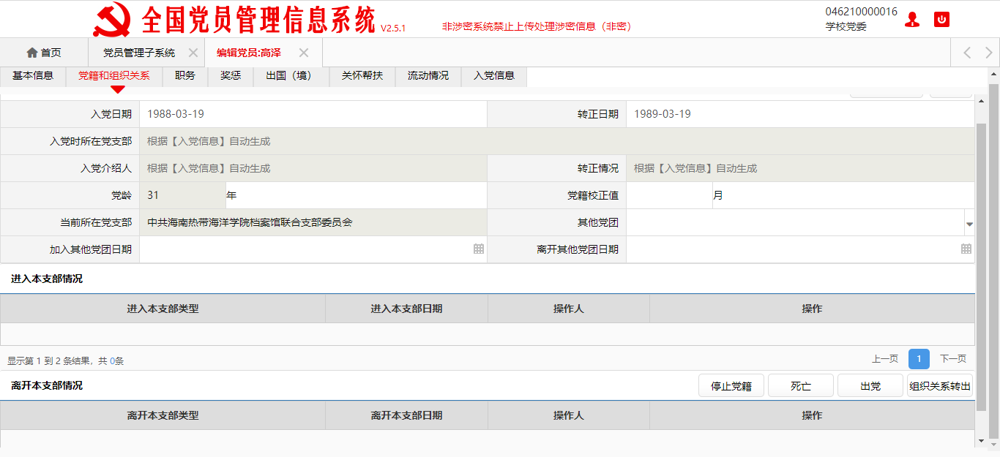 全国党员管理信息系统 V2.5.1 非涉密系统禁止上传处理涉密信息（非密） 046210000016
学校党委
首页 党员管理子系统 编辑党员:高泽
基本信息 党籍和组织关系 职务 奖惩 出国（境） 关怀帮扶 流动情况 入党信息
入党日期 1988-03-19 转正日期 1989-03-19
入党时所在党支部 根据【入党信息】自动生成
入党介绍人 根据【入党信息】自动生成 转正情况 根据【入党信息】自动生成
党龄 31 年 党籍校正值 月
当前所在党支部 中共海南热带海洋学院档案馆联合支部委员会 其他党团
加入其他党团日期 离开其他党团日期
进入本支部情况
进入本支部类型 进入本支部日期 操作人 操作
显示第 1 到 2 条结果，共 0条 上一页 1 下一页
离开本支部情况 停止党籍 死亡 出党 组织关系转出
离开本支部类型 离开本支部日期 操作人 操作